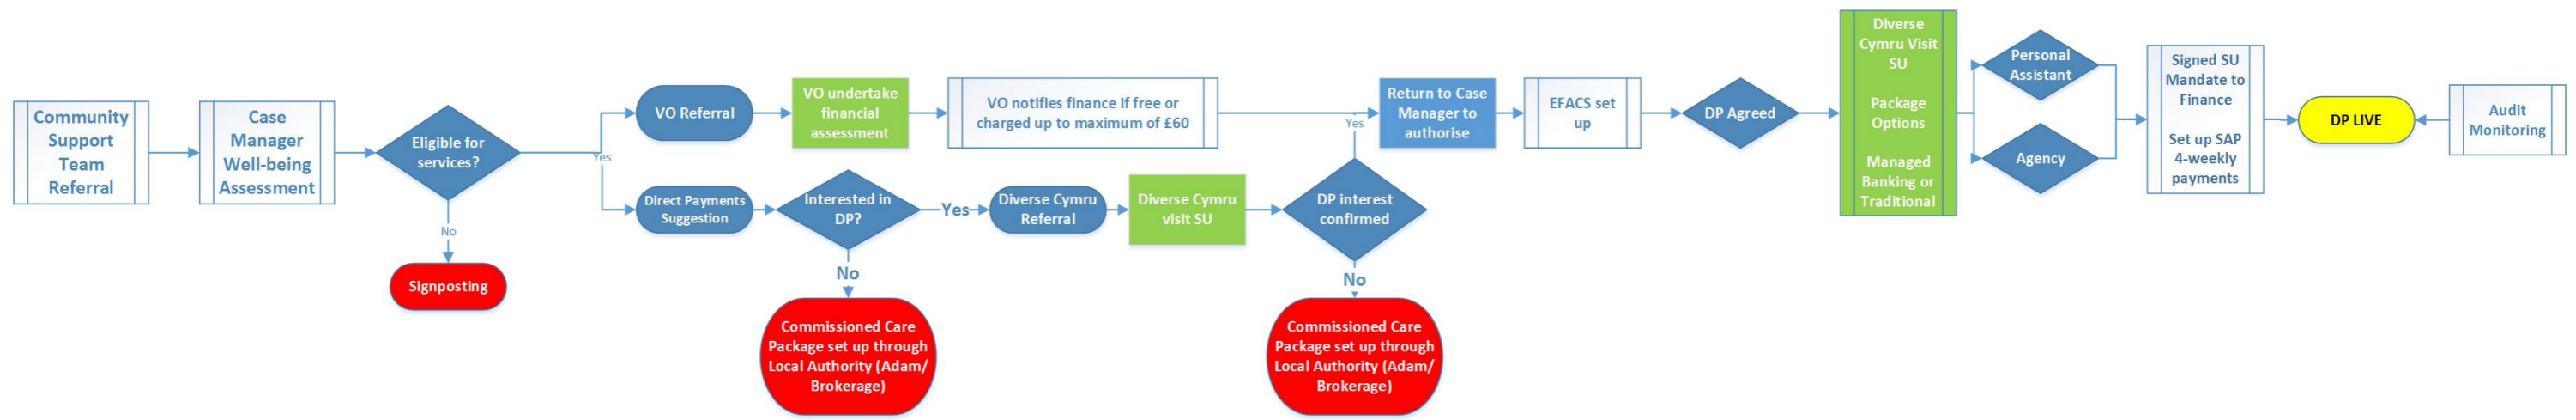 Community
Support
Team
Referral
Case
Manager
Well-being
Assessment
Eligible for
services?
No
Signposting
Yes
VO Referral
VO undertake
financial
assessment
VO notifies finance if free or
charged up to maximum of £60
Direct Payments
Suggestion
Interested in
DP?
No
Commissioned Care
Package set up through
Local Authority (Adam/
Brokerage)
Yes
Diverse Cymru
Referral
Diverse Cymru
visit SU
DP interest
confirmed
No
Commissioned Care
Package set up through
Local Authority (Adam/
Brokerage)
Yes
Return to Case
Manager to
authorise
EFACS set
up
DP Agreed
Diverse
Cymru Visit
SU
Package
Options
Managed
Banking or
Traditional
Personal
Assistant
Agency
Signed SU
Mandate to
Finance
Set up SAP
4-weekly
payments
DP LIVE
Audit
Monitoring